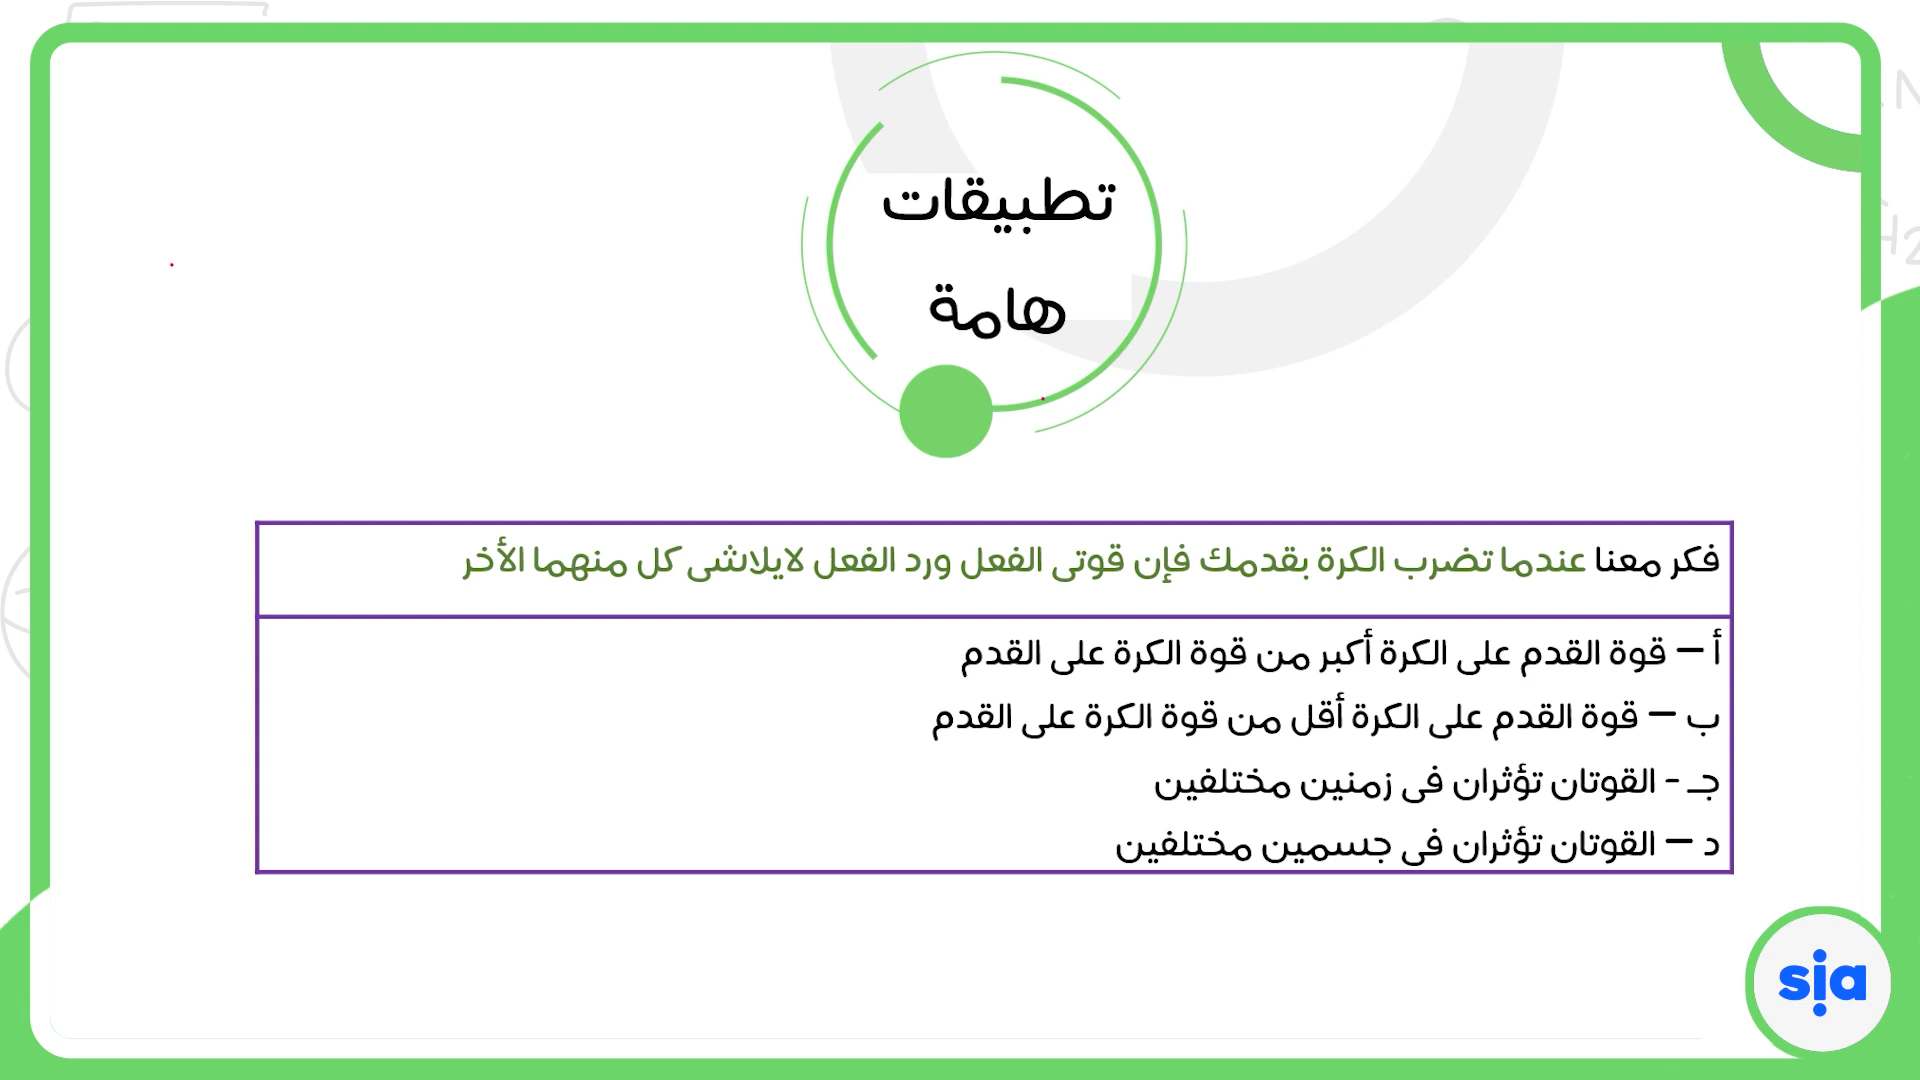 تطبيقات
هامة
فكر معنا عندما تضرب الكرة بقدمك فإن قوتى الفعل ورد الفعل لايلاشى كل منهما الأخر
أ – قوة القدم على الكرة أكبر من قوة الكرة على القدم
ب – قوة القدم على الكرة أقل من قوة الكرة على القدم
جـ - القوتان تؤثران فى زمنين مختلفين
د – القوتان تؤثران فى جسمين مختلفين
sia